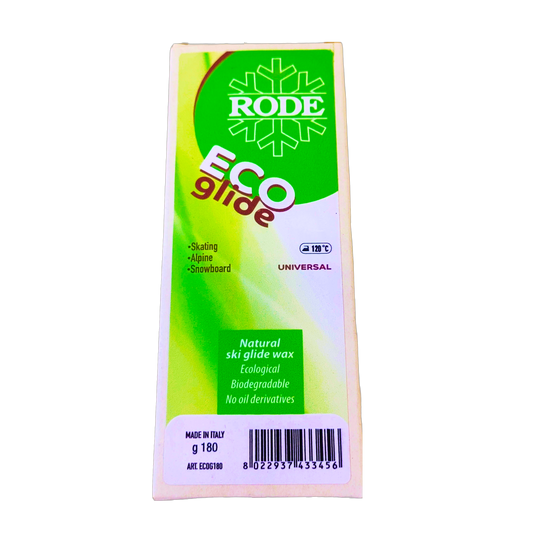 RODE
ECO
glide
•Skating
•Alpine
•Snowboard
120 °C
UNIVERSAL
Natural
ski glide wax
Ecological
Biodegradable
No oil derivatives
MADE IN ITALY
g 180
ART. ECOG180
8 022937 433456